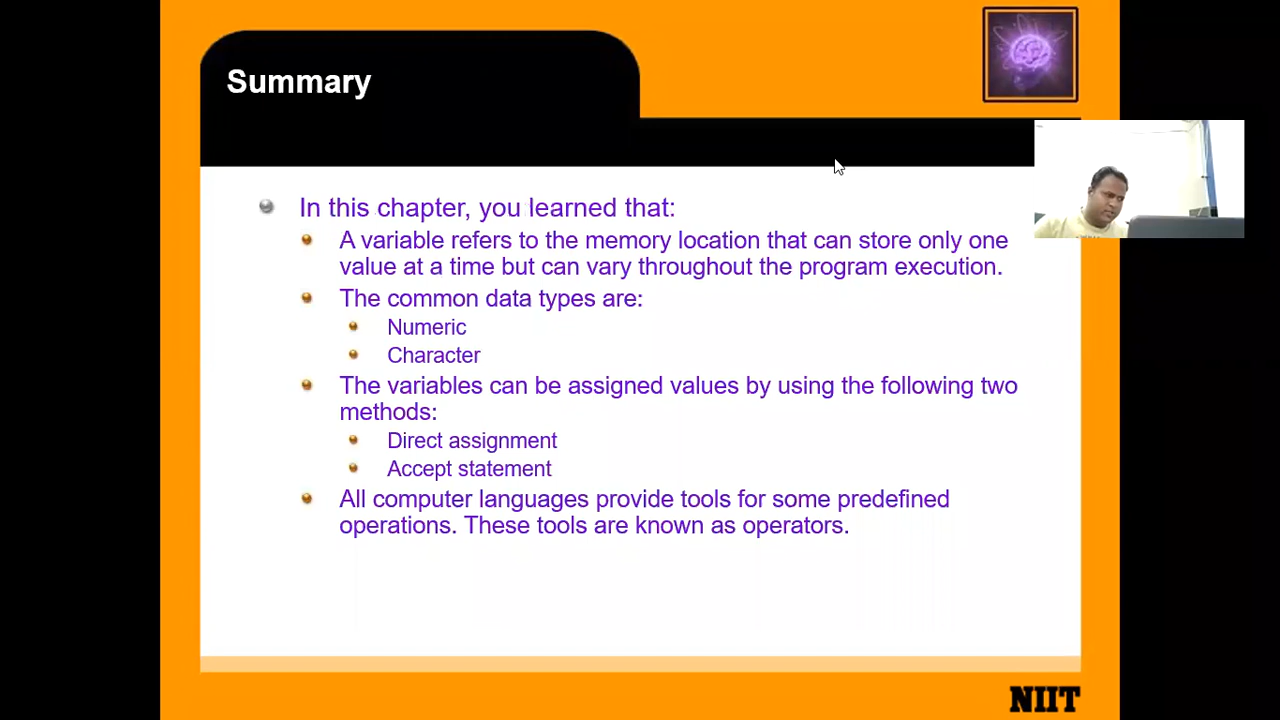 Summary
In this chapter, you learned that:
A variable refers to the memory location that can store only one
value at a time but can vary throughout the program execution.
The common data types are:
Numeric
Character
The variables can be assigned values by using the following two
methods:
Direct assignment
Accept statement
All computer languages provide tools for some predefined
operations. These tools are known as operators.
NIIT